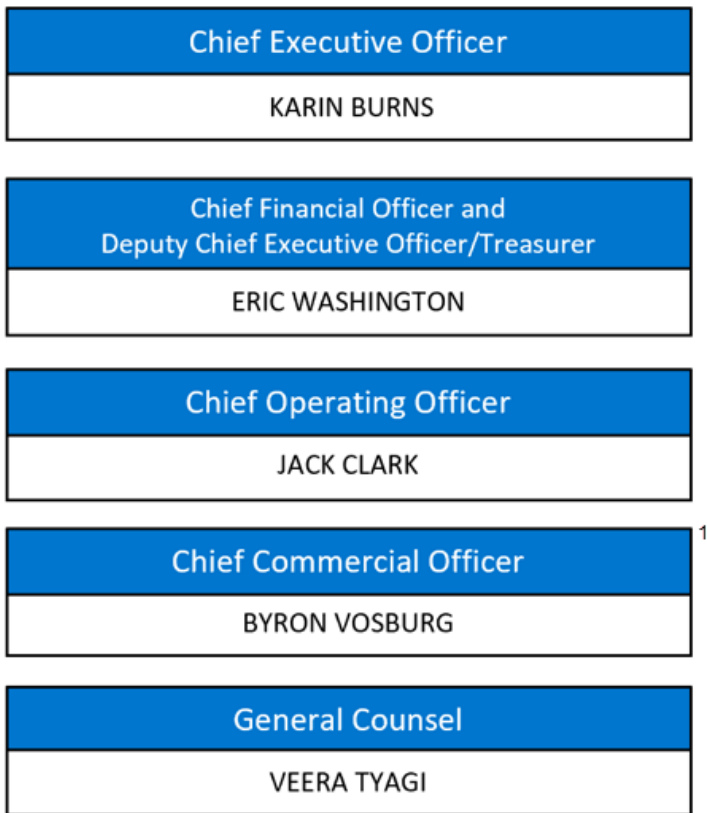 Chief Executive Officer
KARIN BURNS
Chief Financial Officer and
Deputy Chief Executive Officer/Treasurer
ERIC WASHINGTON
Chief Operating Officer
JACK CLARK
Chief Commercial Officer 1
BYRON VOSBURG
General Counsel
VEERA TYAGI